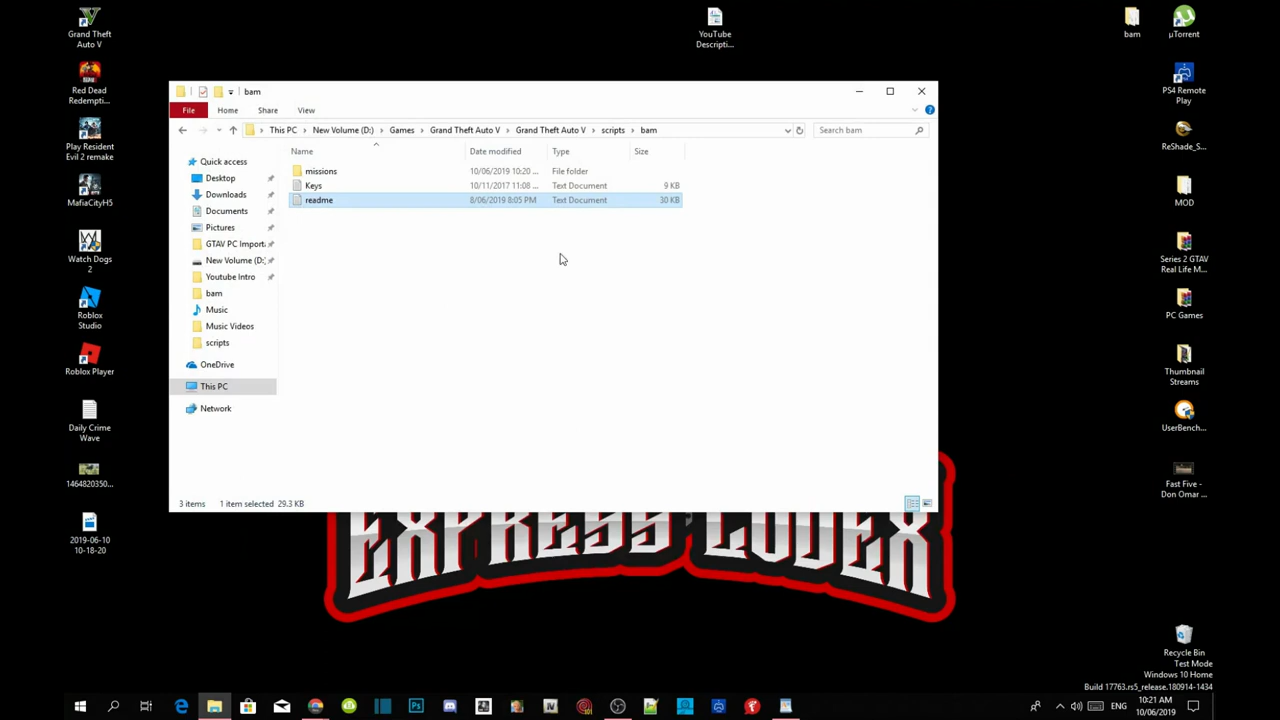 Grand Theft
Auto V
Red Dead
Redemptio...
Play Resident
Evil 2 remake
MafiaCityH5
Watch Dogs
2
Roblox
Studio
Roblox Player
Daily Crime
Wave
1464820350...
2019-06-10
10-18-20
YouTube
Descripti...
bam
µTorrent
PS4 Remote
Play
ReShade_S...
MOD
Series 2 GTAV
Real Life M...
PC Games
Thumbnail
Streams
UserBench...
Fast Five -
Don Omar ...
Recycle Bin
bam
File Home Share View
This PC New Volume (D:) Games Grand Theft Auto V Grand Theft Auto V scripts bam
Search bam
Name Date modified Type Size
missions 10/06/2019 10:20 ... File folder
Keys 10/11/2017 11:08 ... Text Document 9 KB
readme 8/06/2019 8:05 PM Text Document 30 KB
Quick access
Desktop
Downloads
Documents
Pictures
GTAV PC Import
New Volume (D:)
Youtube Intro
bam
Music
Music Videos
scripts
OneDrive
This PC
Network
3 items 1 item selected 29.3 KB
EXPRESS CODEX
Test Mode
Windows 10 Home
Build 17763.rs5_release.180914-1434
ENG
10:21 AM
10/06/2019